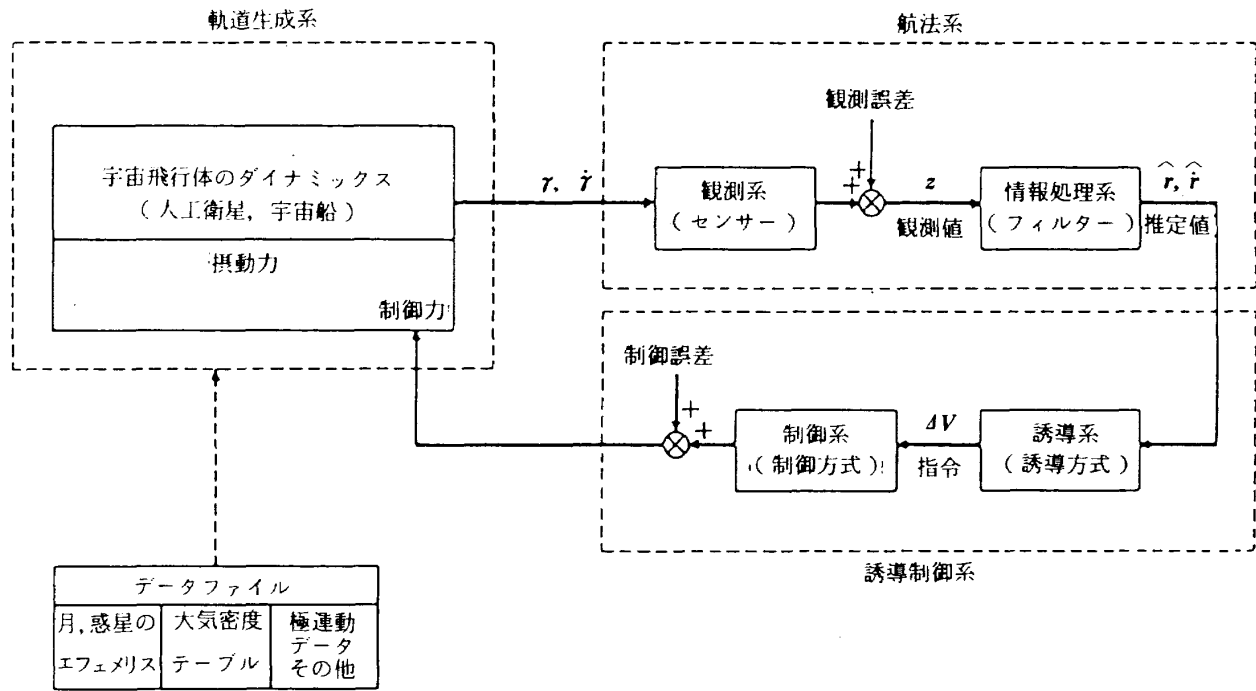 軌道生成系
宇宙飛行体のダイナミックス
(人工衛星, 宇宙船)
摂動力
制御力
γ, γ̇
航法系
観測誤差
+
+
観測系
(センサー)
z
観測値
情報処理系
(フィルター)
r̂, ṙ̂
推定値
制御誤差
+
+
制御系
(制御方式)
ΔV
指令
誘導系
(誘導方式)
誘導制御系
データファイル
月, 惑星の
エフェメリス
大気密度
テーブル
極運動
データ
その他